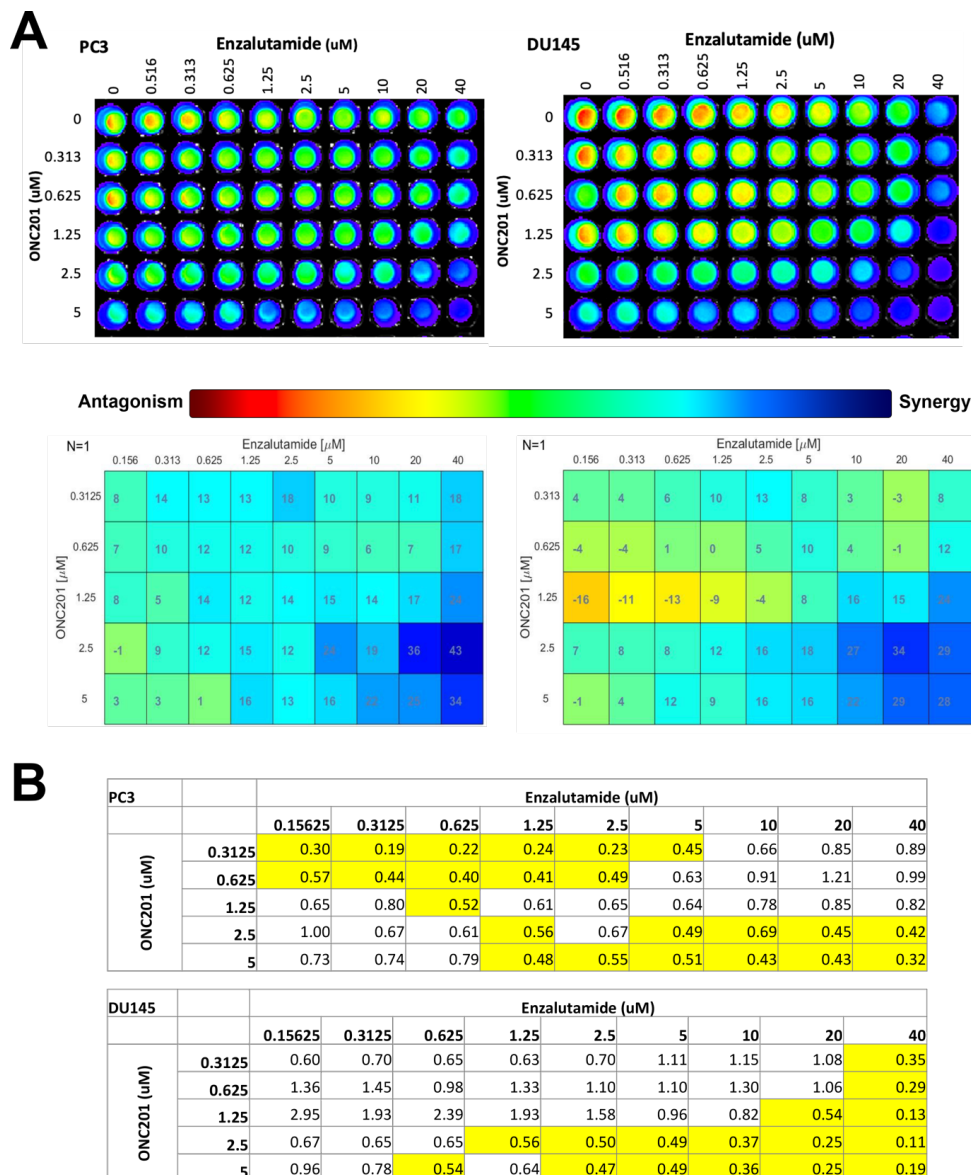 A
PC3 Enzalutamide (uM)
0 0.516 0.313 0.625 1.25 2.5 5 10 20 40
ONC201 (uM)
0
0.313
0.625
1.25
2.5
5
DU145 Enzalutamide (uM)
0 0.516 0.313 0.625 1.25 2.5 5 10 20 40
ONC201 (uM)
0
0.313
0.625
1.25
2.5
5
Antagonism Synergy
N=1 Enzalutamide [μM]
0.156 0.313 0.625 1.25 2.5 5 10 20 40
ONC201 [μM]
0.3125 8 14 13 13 18 10 9 11 18
0.625 7 10 12 12 10 9 6 7 17
1.25 8 5 14 12 14 15 14 17
2.5 -1 9 12 15 12 24 19 36 43
5 3 3 1 16 13 16 34
N=1 Enzalutamide [μM]
0.156 0.313 0.625 1.25 2.5 5 10 20 40
ONC201 [μM]
0.313 4 4 6 10 13 8 3 -3 8
0.625 -4 -4 1 0 5 10 4 -1 12
1.25 -16 -11 -13 -9 -4 8 16 15
2.5 7 8 8 12 16 18 27 34 29
5 -1 4 12 9 16 16 29 28
B
PC3 Enzalutamide (uM)
0.15625 0.3125 0.625 1.25 2.5 5 10 20 40
ONC201 (uM)
0.3125 0.30 0.19 0.22 0.24 0.23 0.45 0.66 0.85 0.89
0.625 0.57 0.44 0.40 0.41 0.49 0.63 0.91 1.21 0.99
1.25 0.65 0.80 0.52 0.61 0.65 0.64 0.78 0.85 0.82
2.5 1.00 0.67 0.61 0.56 0.67 0.49 0.69 0.45 0.42
5 0.73 0.74 0.79 0.48 0.55 0.51 0.43 0.43 0.32
DU145 Enzalutamide (uM)
0.15625 0.3125 0.625 1.25 2.5 5 10 20 40
ONC201 (uM)
0.3125 0.60 0.70 0.65 0.63 0.70 1.11 1.15 1.08 0.35
0.625 1.36 1.45 0.98 1.33 1.10 1.10 1.30 1.06 0.29
1.25 2.95 1.93 2.39 1.93 1.58 0.96 0.82 0.54 0.13
2.5 0.67 0.65 0.65 0.56 0.50 0.49 0.37 0.25 0.11
5 0.96 0.78 0.54 0.64 0.47 0.49 0.36 0.25 0.19